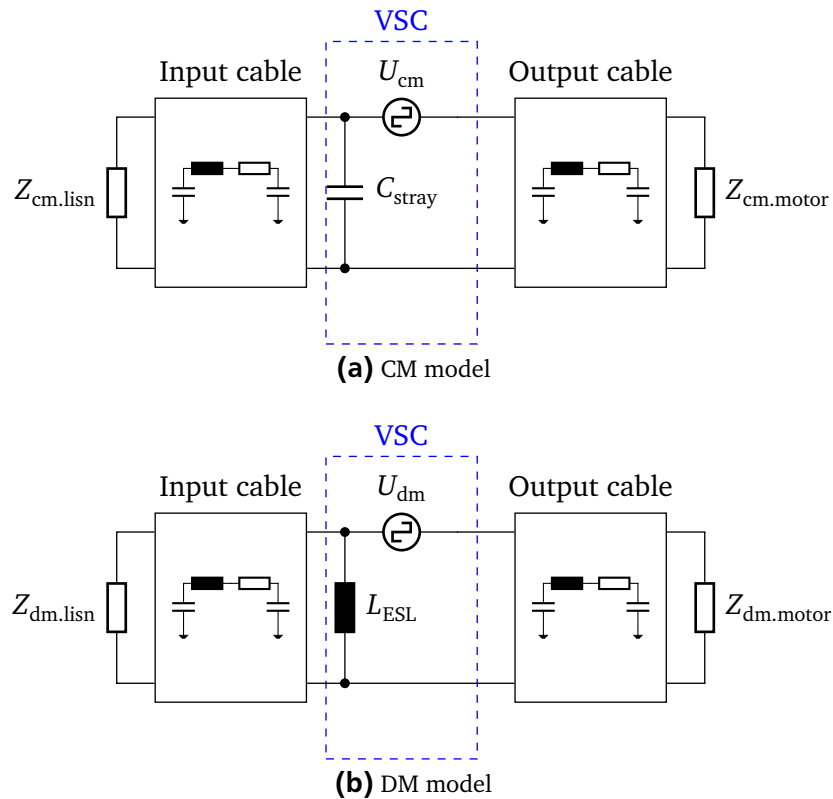 VSC
Input cable
U_cm
Output cable
Z_cm.lisn
C_stray
Z_cm.motor
(a) CM model
VSC
Input cable
U_dm
Output cable
Z_dm.lisn
L_ESL
Z_dm.motor
(b) DM model